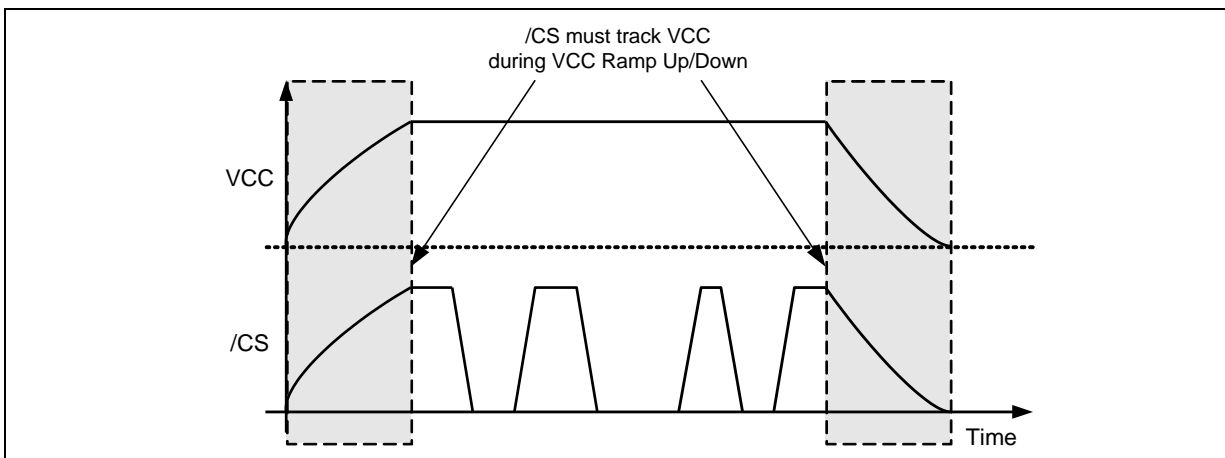 /CS must track VCC
during VCC Ramp Up/Down
VCC
/CS
Time